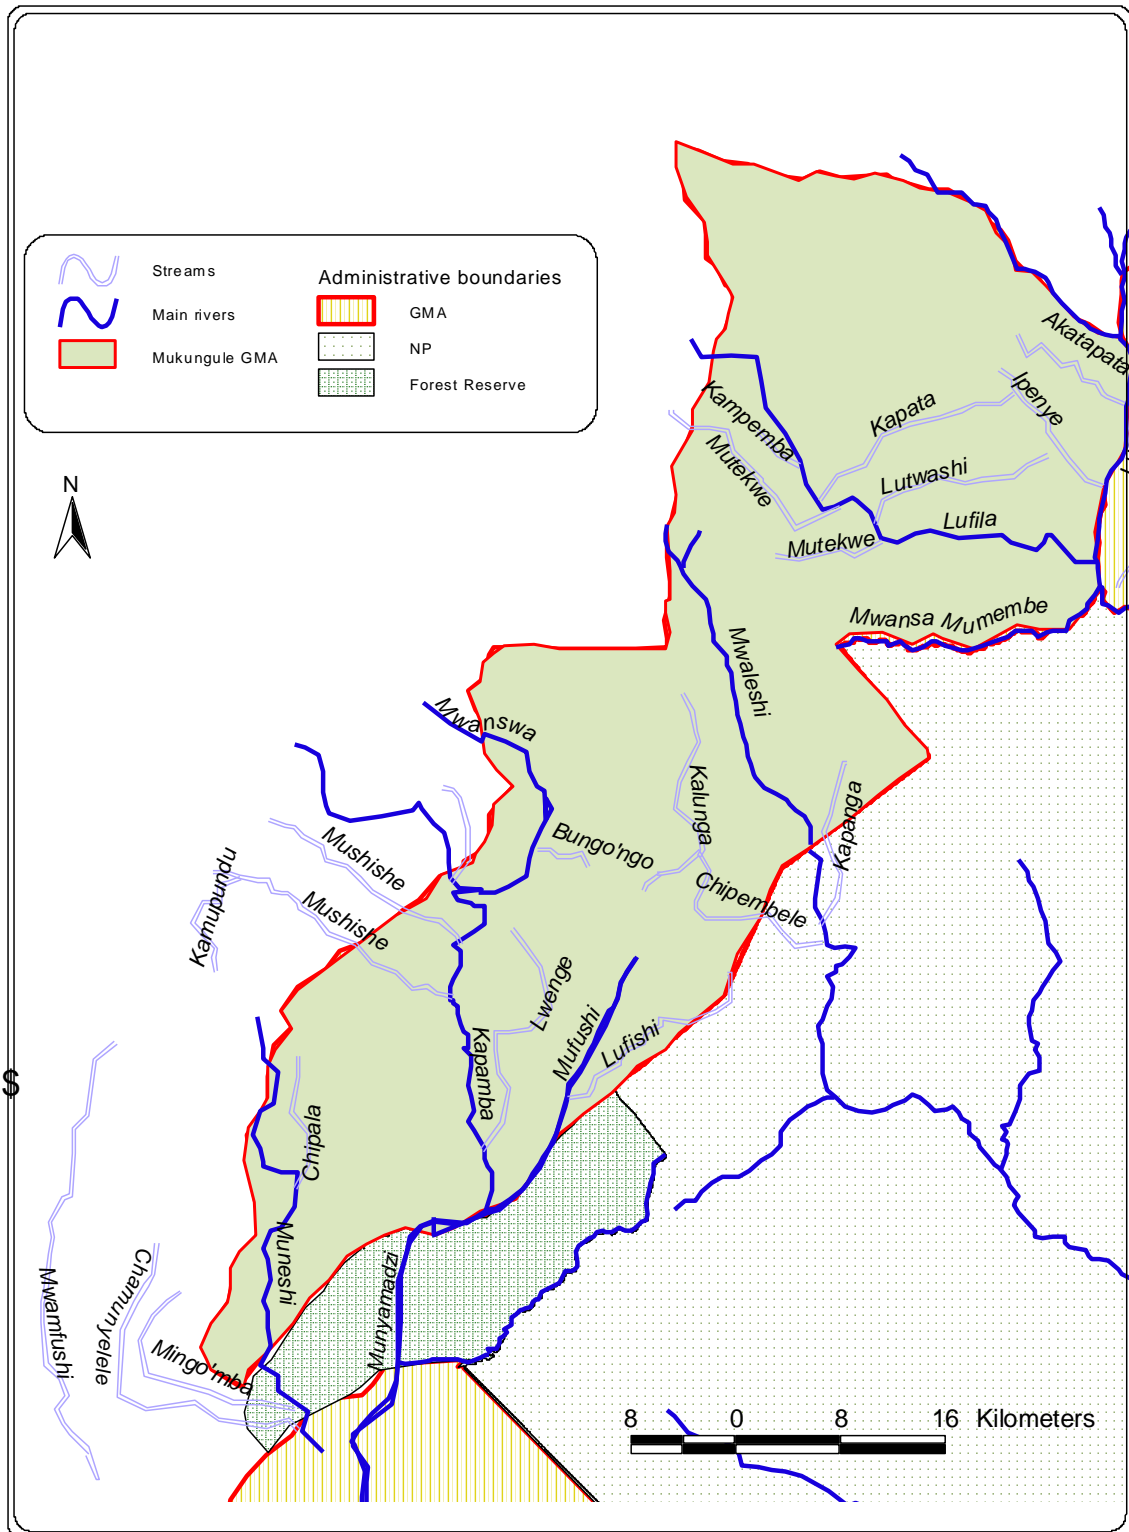 Streams
Main rivers
Mukungule GMA
Administrative boundaries
GMA
NP
Forest Reserve
N
Akatapata
Ipenye
Kapata
Kampemba
Mutekwe
Lutwashi
Lufila
Mutekwe
Mwansa Mumembe
Mwaleshi
Mwanswa
Kalunga
Kapanga
Bungo'ngo
Mushishe
Chipembele
Kamupundu
Mushishe
Lwenge
Mufushi
Lufishi
Kapamba
$
Chipala
Muneshi
Munyamadzi
Chamunyelele
Mwamfushi
Mingo'mba
8 0 8 16 Kilometers